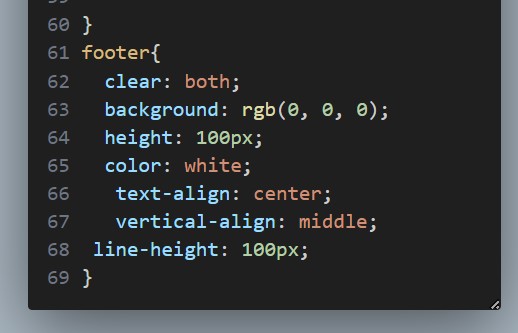 60 }
61 footer{
62   clear: both;
63   background: rgb(0, 0, 0);
64   height: 100px;
65   color: white;
66    text-align: center;
67    vertical-align: middle;
68  line-height: 100px;
69 }